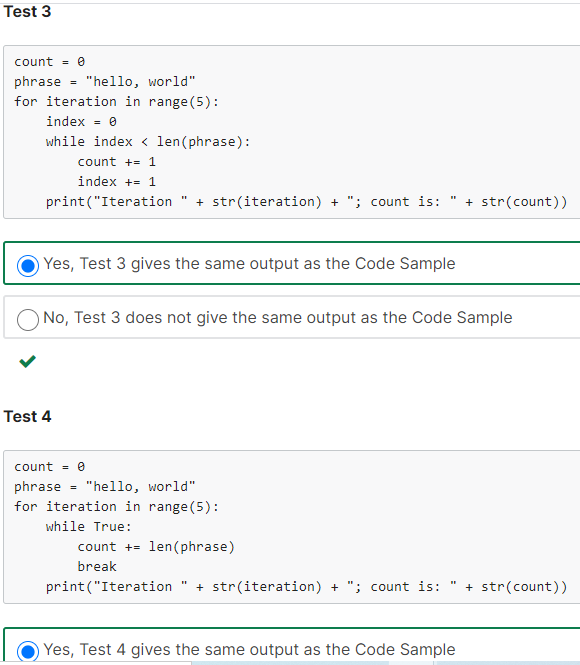 Test 3
count = 0
phrase = "hello, world"
for iteration in range(5):
    index = 0
    while index < len(phrase):
        count += 1
        index += 1
    print("Iteration " + str(iteration) + "; count is: " + str(count))
Yes, Test 3 gives the same output as the Code Sample
No, Test 3 does not give the same output as the Code Sample
Test 4
count = 0
phrase = "hello, world"
for iteration in range(5):
    while True:
        count += len(phrase)
        break
    print("Iteration " + str(iteration) + "; count is: " + str(count))
Yes, Test 4 gives the same output as the Code Sample